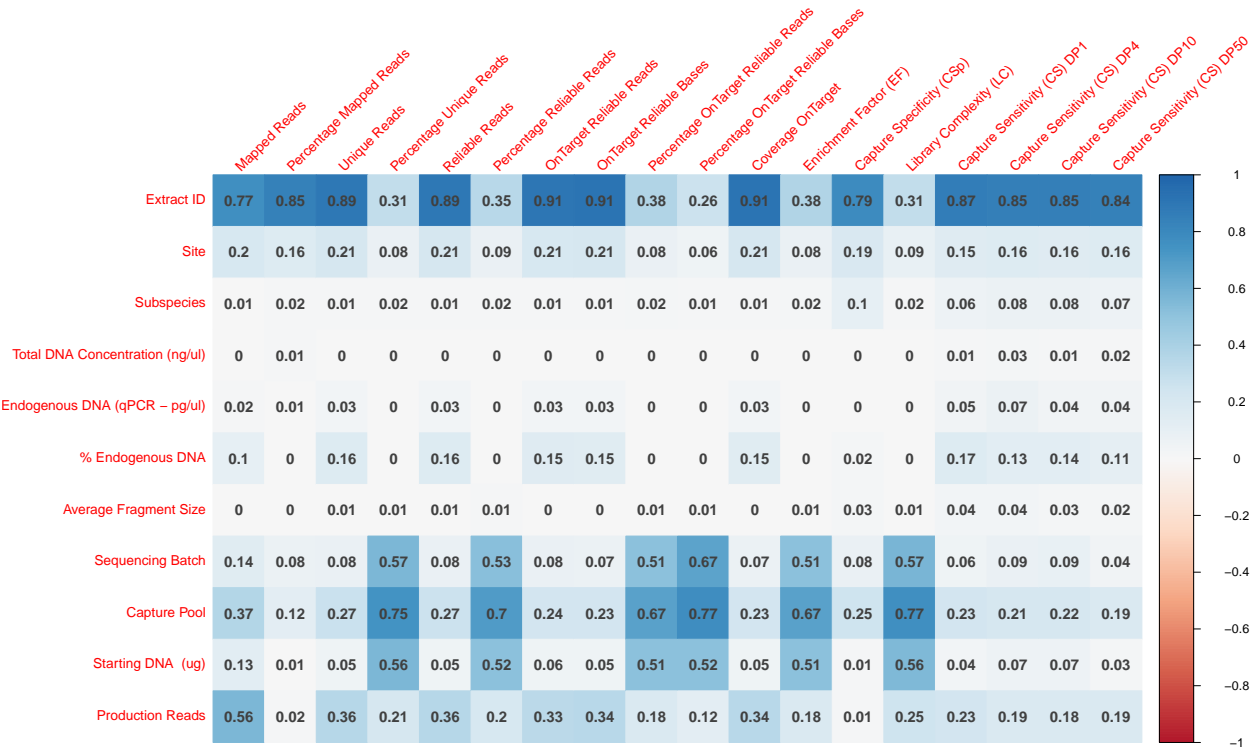 Mapped Reads
Percentage Mapped Reads
Unique Reads
Percentage Unique Reads
Reliable Reads
Percentage Reliable Reads
OnTarget Reliable Reads
OnTarget Reliable Bases
Percentage OnTarget Reliable Reads
Percentage OnTarget Reliable Bases
Coverage OnTarget
Enrichment Factor (EF)
Capture Specificity (CSp)
Library Complexity (LC)
Capture Sensitivity (CS) DP1
Capture Sensitivity (CS) DP4
Capture Sensitivity (CS) DP10
Capture Sensitivity (CS) DP50
Extract ID 0.77 0.85 0.89 0.31 0.89 0.35 0.91 0.91 0.38 0.26 0.91 0.38 0.79 0.31 0.87 0.85 0.85 0.84
Site 0.2 0.16 0.21 0.08 0.21 0.09 0.21 0.21 0.08 0.06 0.21 0.08 0.19 0.09 0.15 0.16 0.16 0.16
Subspecies 0.01 0.02 0.01 0.02 0.01 0.02 0.01 0.01 0.02 0.01 0.01 0.02 0.1 0.02 0.06 0.08 0.08 0.07
Total DNA Concentration (ng/ul) 0 0.01 0 0 0 0 0 0 0 0 0 0 0 0 0.01 0.03 0.01 0.02
Endogenous DNA (qPCR − pg/ul) 0.02 0.01 0.03 0 0.03 0 0.03 0.03 0 0 0.03 0 0 0 0.05 0.07 0.04 0.04
% Endogenous DNA 0.1 0 0.16 0 0.16 0 0.15 0.15 0 0 0.15 0 0.02 0 0.17 0.13 0.14 0.11
Average Fragment Size 0 0 0.01 0.01 0.01 0.01 0 0 0.01 0.01 0 0.01 0.03 0.01 0.04 0.04 0.03 0.02
Sequencing Batch 0.14 0.08 0.08 0.57 0.08 0.53 0.08 0.07 0.51 0.67 0.07 0.51 0.08 0.57 0.06 0.09 0.09 0.04
Capture Pool 0.37 0.12 0.27 0.75 0.27 0.7 0.24 0.23 0.67 0.77 0.23 0.67 0.25 0.77 0.23 0.21 0.22 0.19
Starting DNA (ug) 0.13 0.01 0.05 0.56 0.05 0.52 0.06 0.05 0.51 0.52 0.05 0.51 0.01 0.56 0.04 0.07 0.07 0.03
Production Reads 0.56 0.02 0.36 0.21 0.36 0.2 0.33 0.34 0.18 0.12 0.34 0.18 0.01 0.25 0.23 0.19 0.18 0.19
1
0.8
0.6
0.4
0.2
0
−0.2
−0.4
−0.6
−0.8
−1